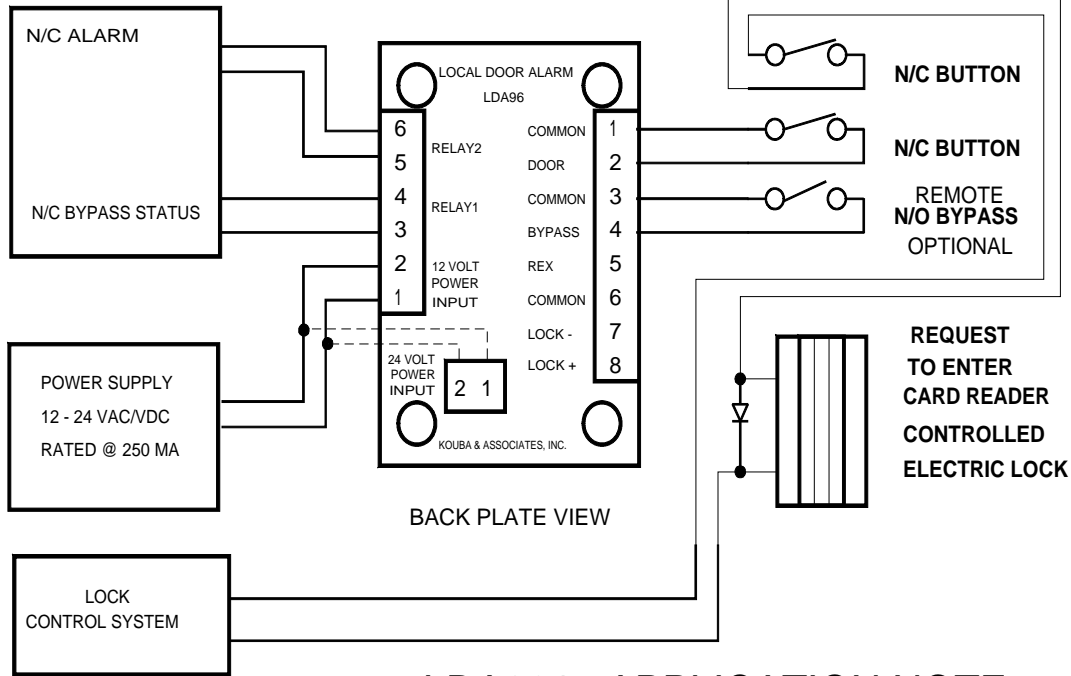 N/C ALARM
N/C BYPASS STATUS
LOCAL DOOR ALARM
LDA96
6
5
4
3
2
1
RELAY2
RELAY1
12 VOLT
POWER
INPUT
COMMON
DOOR
COMMON
BYPASS
REX
COMMON
LOCK -
LOCK +
1
2
3
4
5
6
7
8
24 VOLT
POWER
INPUT
2 1
KOUBA & ASSOCIATES, INC.
BACK PLATE VIEW
N/C BUTTON
N/C BUTTON
REMOTE
N/O BYPASS
OPTIONAL
REQUEST
TO ENTER
CARD READER
CONTROLLED
ELECTRIC LOCK
POWER SUPPLY
12 - 24 VAC/VDC
RATED @ 250 MA
LOCK
CONTROL SYSTEM
APPLICATION NOTE